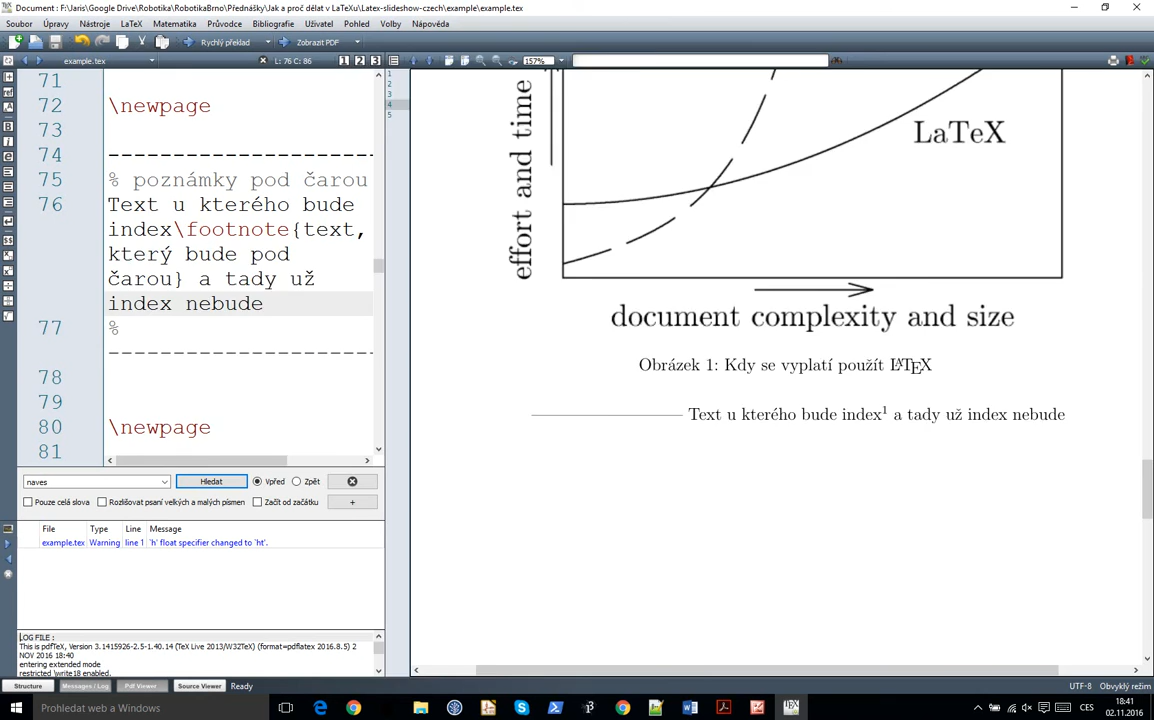 Document : F:\Jaris\Google Drive\Robotika\RobotikaBrno\Přednášky\Jak a proč dělat v LaTeXu\Latex-slideshow-czech\example\example.tex
Soubor Úpravy Nástroje LaTeX Matematika Průvodce Bibliografie Uživatel Pohled Volby Nápověda
Rychlý překlad Zobrazit PDF
example.tex L: 76 C: 86 1 2 3 157%
71
72 \newpage
73
74 ----------------------
75 % poznámky pod čarou
76 Text u kterého bude
index\footnote{text,
který bude pod
čarou} a tady už
index nebude
77 %
----------------------
78
79
80 \newpage
81
1
2
3
4
5
effort and time
LaTeX
document complexity and size
Obrázek 1: Kdy se vyplatí použít LATEX
Text u kterého bude index1 a tady už index nebude
naves Hledat Vpřed Zpět
Pouze celá slova Rozlišovat psaní velkých a malých písmen Začít od začátku +
File Type Line Message
example.tex Warning line 1 `h' float specifier changed to `ht'.
LOG FILE :
This is pdfTeX, Version 3.1415926-2.5-1.40.14 (TeX Live 2013/W32TeX) (format=pdflatex 2016.8.5) 2
NOV 2016 18:40
entering extended mode
restricted \write18 enabled.
Structure Messages / Log Pdf Viewer Source Viewer Ready UTF-8 Obvyklý režim
Prohledat web a Windows CES 18:41
02.11.2016